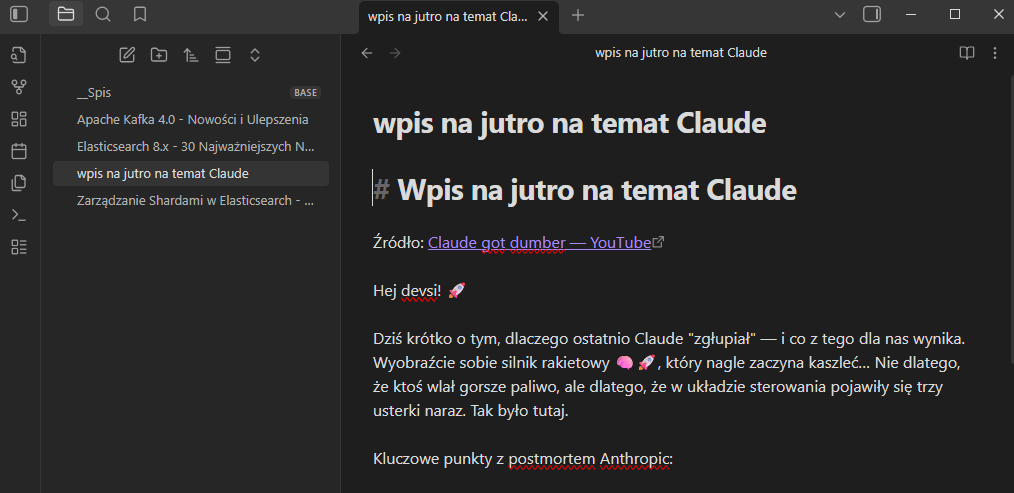 wpis na jutro na temat Cla...
wpis na jutro na temat Claude
__Spis
BASE
Apache Kafka 4.0 - Nowości i Ulepszenia
Elasticsearch 8.x - 30 Najważniejszych N...
wpis na jutro na temat Claude
Zarządzanie Shardami w Elasticsearch - ...
wpis na jutro na temat Claude
# Wpis na jutro na temat Claude
Źródło: Claude got dumber — YouTube
Hej devsi! 🚀
Dziś krótko o tym, dlaczego ostatnio Claude "zgłupiał" — i co z tego dla nas wynika.
Wyobraźcie sobie silnik rakietowy 🧠🚀, który nagle zaczyna kaszleć... Nie dlatego,
że ktoś wlał gorsze paliwo, ale dlatego, że w układzie sterowania pojawiły się trzy
usterki naraz. Tak było tutaj.
Kluczowe punkty z postmortem Anthropic: